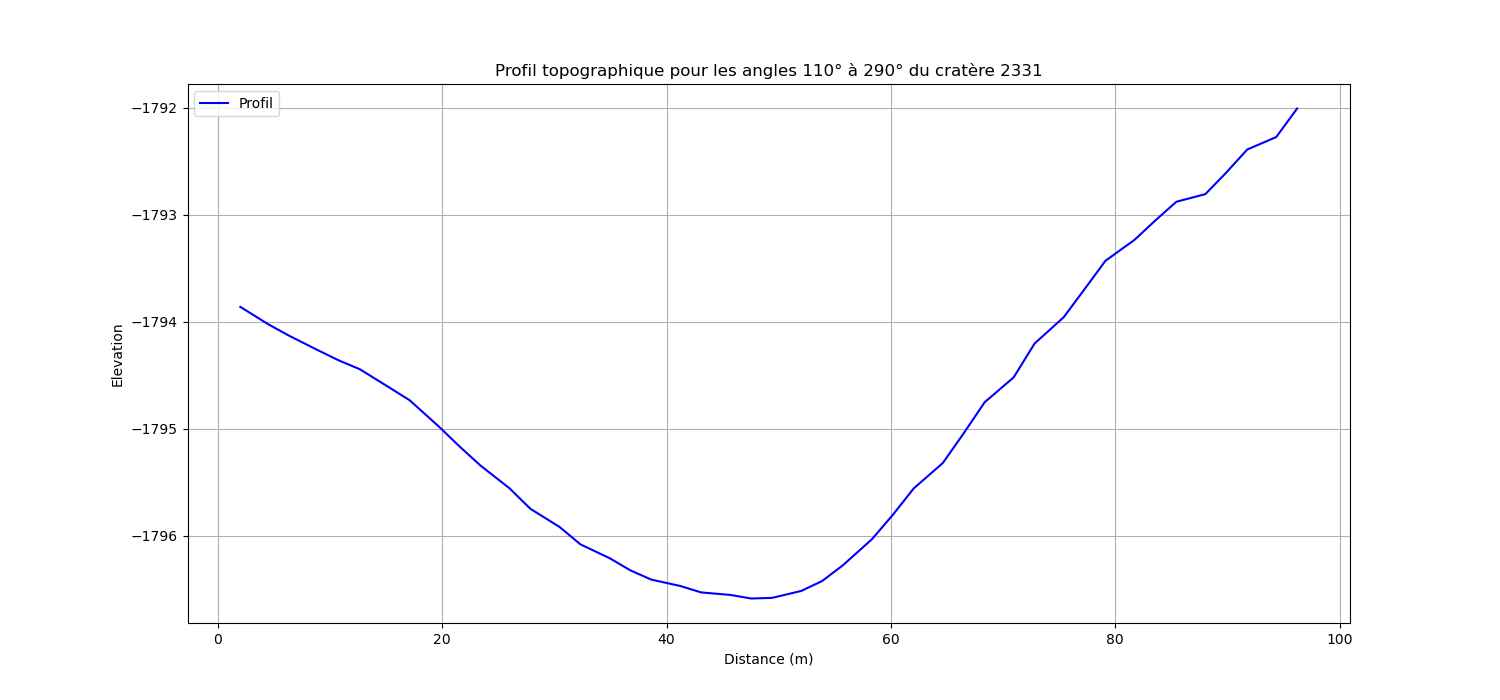 Profil topographique pour les angles 110° à 290° du cratère 2331
Profil
−1792
−1793
−1794
−1795
−1796
Elevation
0 20 40 60 80 100
Distance (m)